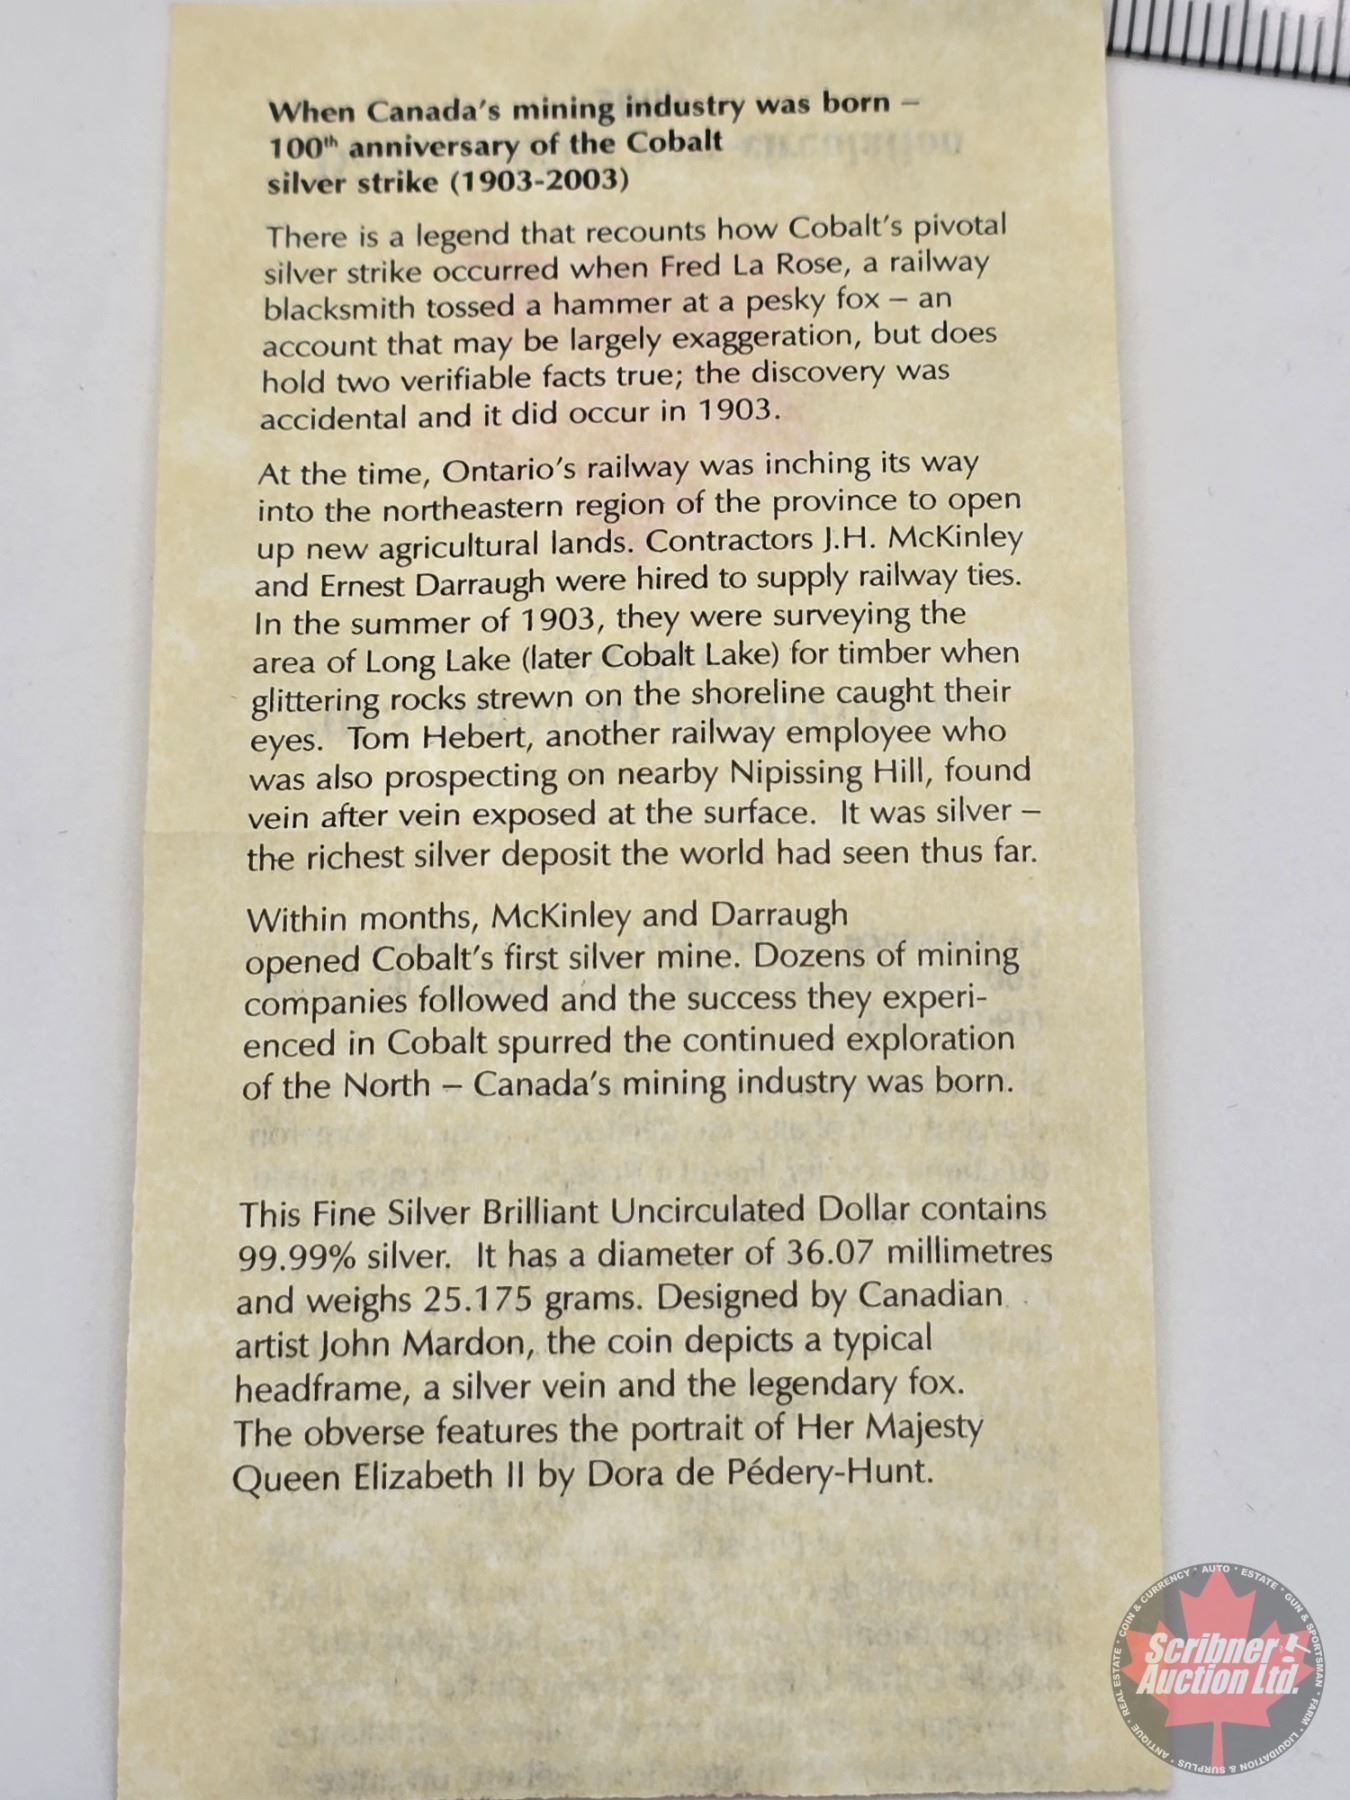 When Canada's mining industry was born –
100th anniversary of the Cobalt
silver strike (1903-2003)
There is a legend that recounts how Cobalt's pivotal
silver strike occurred when Fred La Rose, a railway
blacksmith tossed a hammer at a pesky fox – an
account that may be largely exaggeration, but does
hold two verifiable facts true; the discovery was
accidental and it did occur in 1903.
At the time, Ontario's railway was inching its way
into the northeastern region of the province to open
up new agricultural lands. Contractors J.H. McKinley
and Ernest Darraugh were hired to supply railway ties.
In the summer of 1903, they were surveying the
area of Long Lake (later Cobalt Lake) for timber when
glittering rocks strewn on the shoreline caught their
eyes. Tom Hebert, another railway employee who
was also prospecting on nearby Nipissing Hill, found
vein after vein exposed at the surface. It was silver –
the richest silver deposit the world had seen thus far.
Within months, McKinley and Darraugh
opened Cobalt's first silver mine. Dozens of mining
companies followed and the success they experi-
enced in Cobalt spurred the continued exploration
of the North – Canada's mining industry was born.
This Fine Silver Brilliant Uncirculated Dollar contains
99.99% silver. It has a diameter of 36.07 millimetres
and weighs 25.175 grams. Designed by Canadian
artist John Mardon, the coin depicts a typical
headframe, a silver vein and the legendary fox.
The obverse features the portrait of Her Majesty
Queen Elizabeth II by Dora de Pédery-Hunt.
Scribner
Auction Ltd.
ANTIQUE · REAL ESTATE · COIN & CURRENCY · AUTO · ESTATE · GUN & SPORTSMAN · FARM · LIQUIDATION & SURPLUS